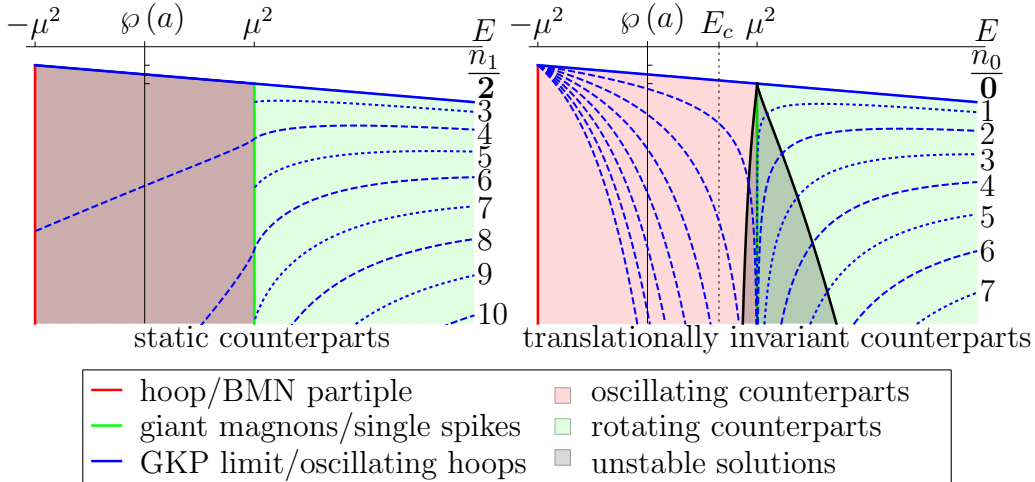 −μ² ℘(a) μ² E
n₁
2
3
4
5
6
7
8
9
10
static counterparts
−μ² ℘(a) E_c μ² E
n₀
0
1
2
3
4
5
6
7
translationally invariant counterparts
hoop/BMN partiple
giant magnons/single spikes
GKP limit/oscillating hoops
oscillating counterparts
rotating counterparts
unstable solutions